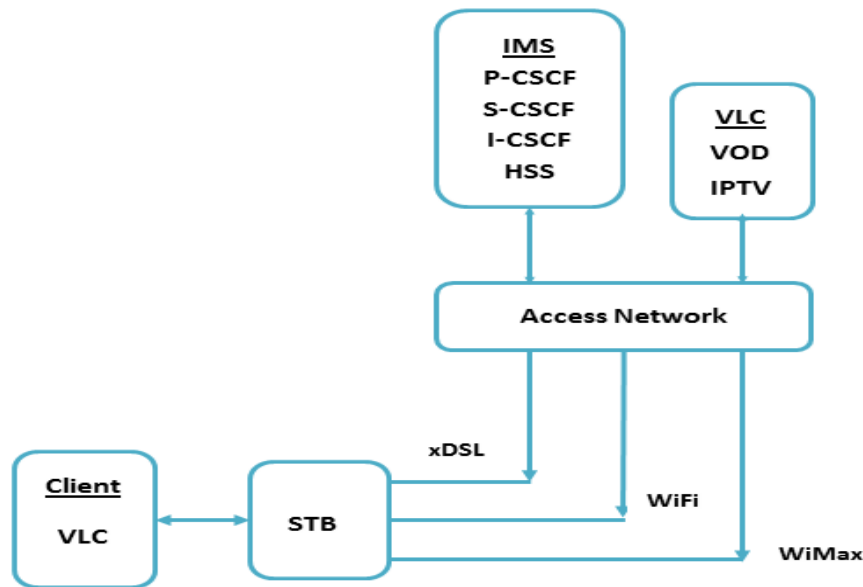 IMS
P-CSCF
S-CSCF
I-CSCF
HSS
VLC
VOD
IPTV
Access Network
xDSL
WiFi
WiMax
Client
VLC
STB